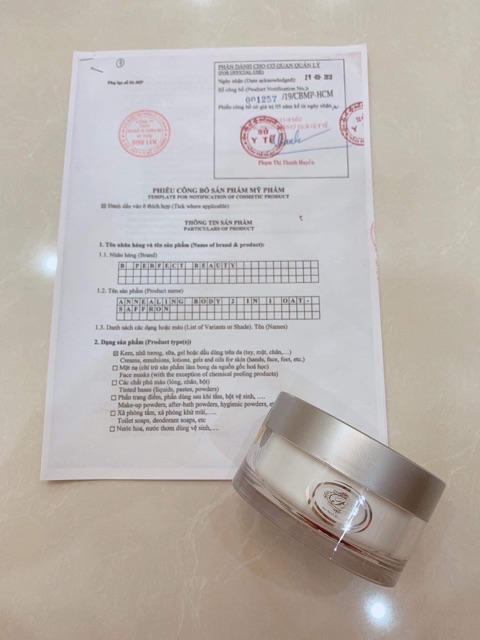 Phụ lục số 01-MP
PHẦN DÀNH CHO CƠ QUAN QUẢN LÝ
(FOR OFFICIAL USE)
Ngày nhận (Date acknowledged)
Số công bố (Product Notification No.):
001257 /19/CBMP-HCM
Phiếu công bố có giá trị 05 năm kể từ ngày nhận
SỞ
Y TẾ
Phạm Thị Thanh Huyền
PHIẾU CÔNG BỐ SẢN PHẨM MỸ PHẨM
TEMPLATE FOR NOTIFICATION OF COSMETIC PRODUCT
Đánh dấu vào ô thích hợp (Tick where applicable)
THÔNG TIN SẢN PHẨM
PARTICULARS OF PRODUCT
1. Tên nhãn hàng và tên sản phẩm (Name of brand & product):
1.1. Nhãn hàng (Brand)
B PERFECT BEAUTY
1.2. Tên sản phẩm (Product name)
ANNEALING BODY 2 IN 1 OAT-
SAFFRON
1.3. Danh sách các dạng hoặc màu (List of Variants or Shade). Tên (Names)
2. Dạng sản phẩm (Product type(s))
Kem, nhũ tương, sữa, gel hoặc dầu dùng trên da (tay, mặt, chân,....)
Creams, emulsions, lotions, gels and oils for skin (hands, face, feet, etc.)
Mặt nạ (chỉ trừ sản phẩm làm bong da nguồn gốc hoá học)
Face masks (with the exception of chemical peeling products)
Các chất phủ màu (lỏng, nhão, bột)
Tinted bases (liquids, pastes, powders)
Phấn trang điểm, phấn dùng sau khi tắm, bột vệ sinh, ....
Make-up powders, after-bath powders, hygienic powders,
Xà phòng tắm, xà phòng khử mùi,....
Toilet soaps, deodorant soaps, etc
Nước hoa, nước thơm dùng vệ sinh,....